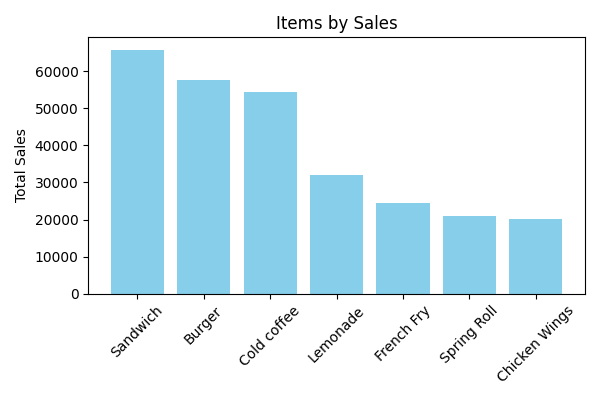 Items by Sales
Total Sales
60000
50000
40000
30000
20000
10000
0
Sandwich
Burger
Cold coffee
Lemonade
French Fry
Spring Roll
Chicken Wings